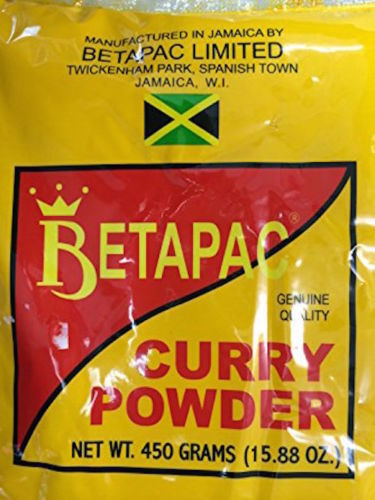 MANUFACTURED IN JAMAICA BY
BETAPAC LIMITED
TWICKENHAM PARK, SPANISH TOWN
JAMAICA, W.I.
BETAPAC®
GENUINE
QUALITY
CURRY
POWDER
NET WT. 450 GRAMS (15.88 OZ.)